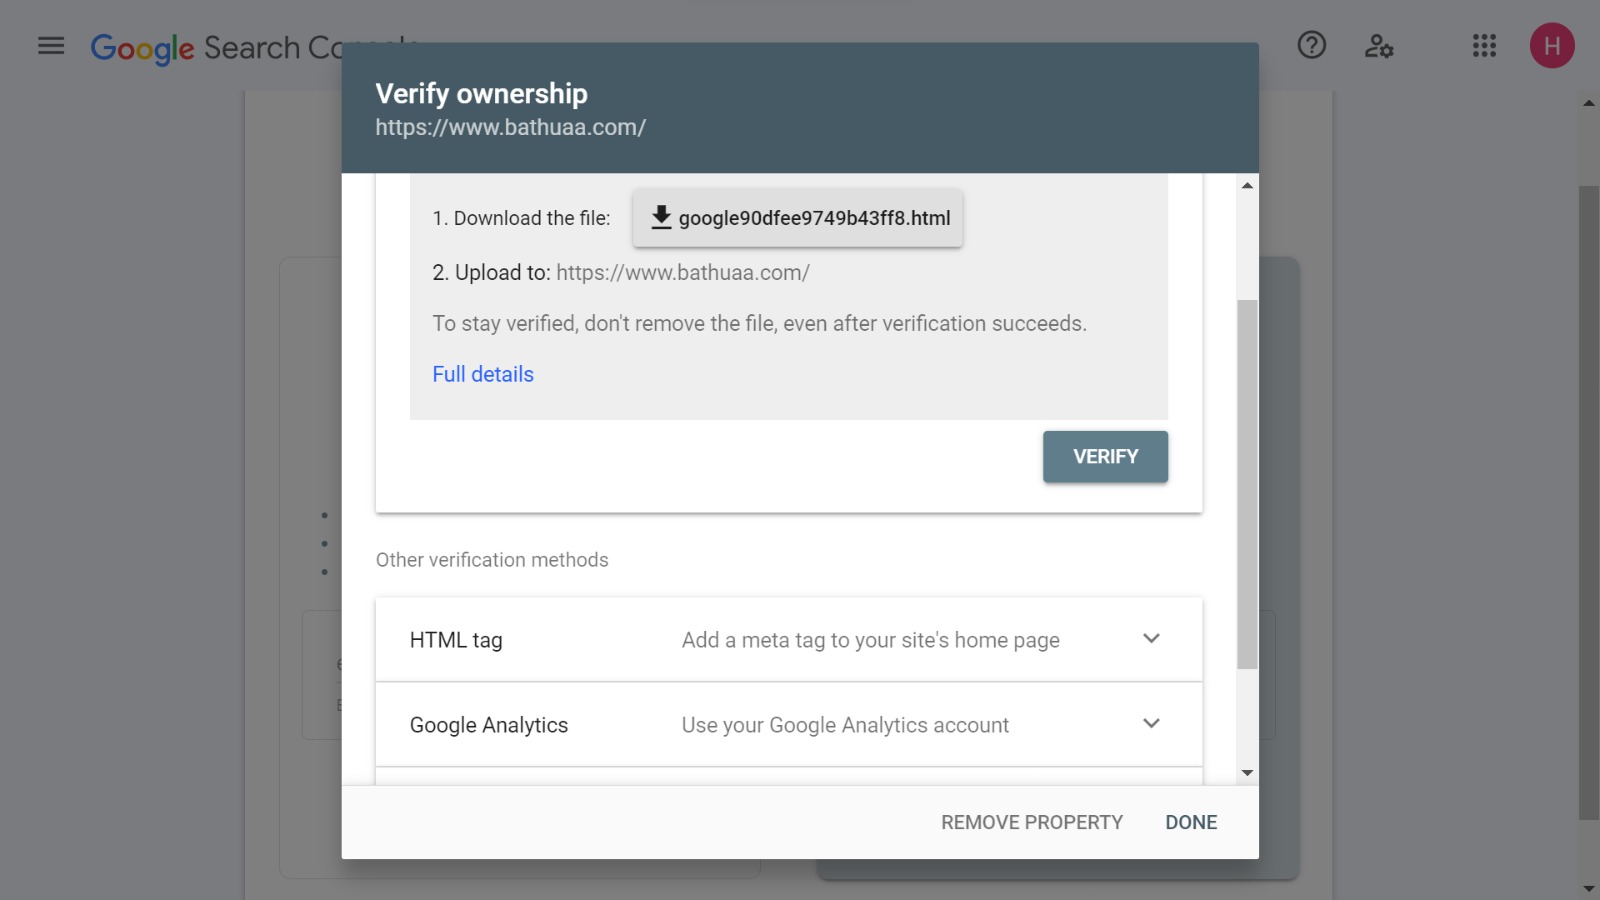 Google Search Co
H
Verify ownership
https://www.bathuaa.com/
1. Download the file: google90dfee9749b43ff8.html
2. Upload to: https://www.bathuaa.com/
To stay verified, don't remove the file, even after verification succeeds.
Full details
VERIFY
Other verification methods
HTML tag Add a meta tag to your site's home page
Google Analytics Use your Google Analytics account
REMOVE PROPERTY DONE